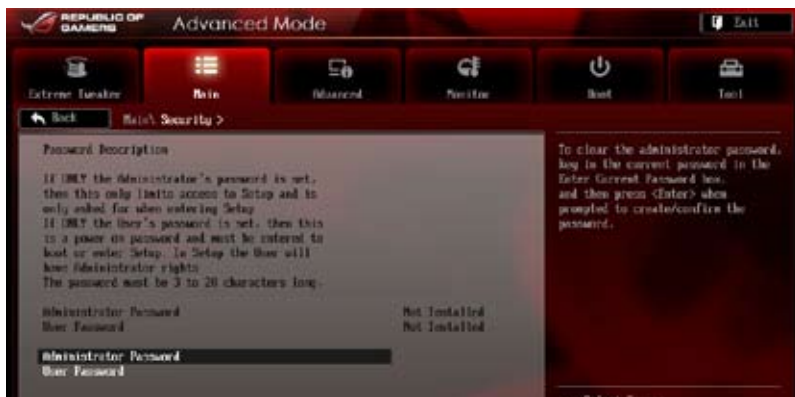 REPUBLIC OF
GAMERS
Advanced Mode
Exit
Extreme Tweaker
Main
Advanced
Monitor
Boot
Tool
Back
Main\ Security >
Password Description
If ONLY the Administrator's password is set,
then this only limits access to Setup and is
only asked for when entering Setup
If ONLY the User's password is set, then this
is a power on password and must be entered to
boot or enter Setup. In Setup the User will
have Administrator rights
The password must be 3 to 20 characters long.
Administrator Password
Not Installed
User Password
Not Installed
Administrator Password
User Password
To clear the administrator password,
key in the current password in the
Enter Current Password box,
and then press <Enter> when
prompted to create/confirm the
password.